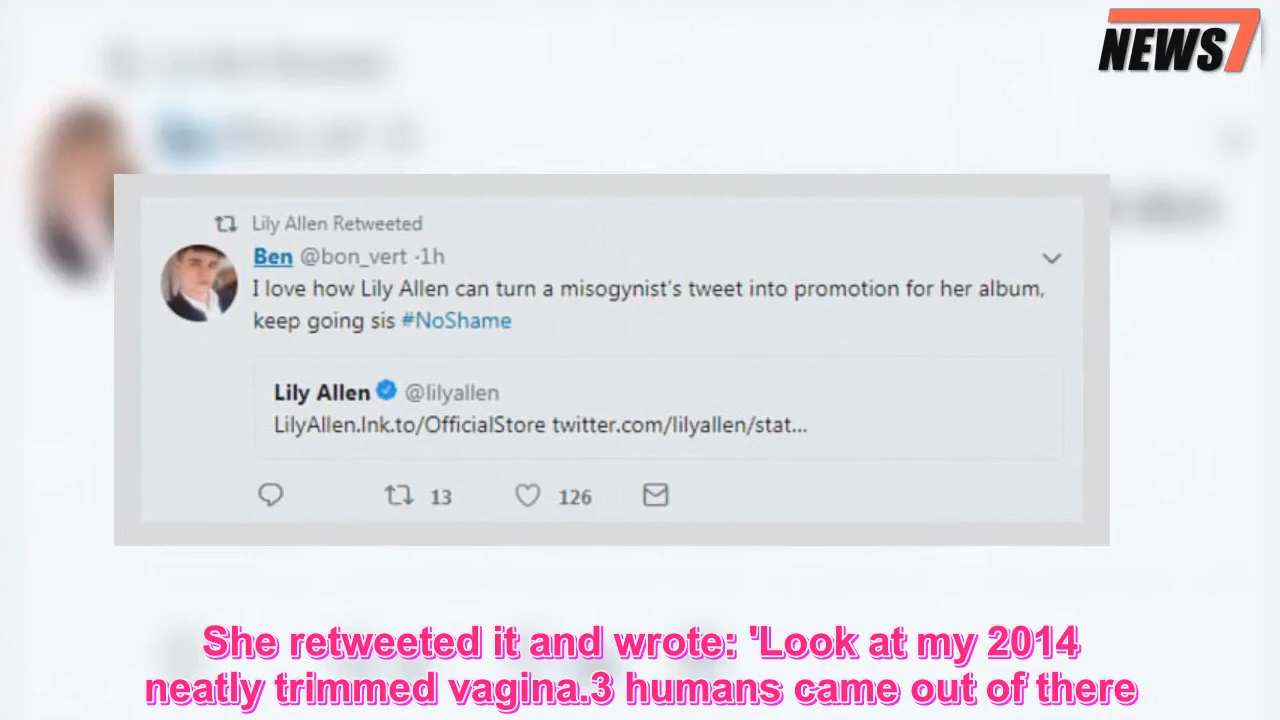 NEWS7
Lily Allen Retweeted
Ben @bon_vert · 1h
I love how Lily Allen can turn a misogynist's tweet into promotion for her album,
keep going sis #NoShame
Lily Allen @lilyallen
LilyAllen.lnk.to/OfficialStore twitter.com/lilyallen/stat...
13 126
She retweeted it and wrote: 'Look at my 2014
neatly trimmed vagina.3 humans came out of there